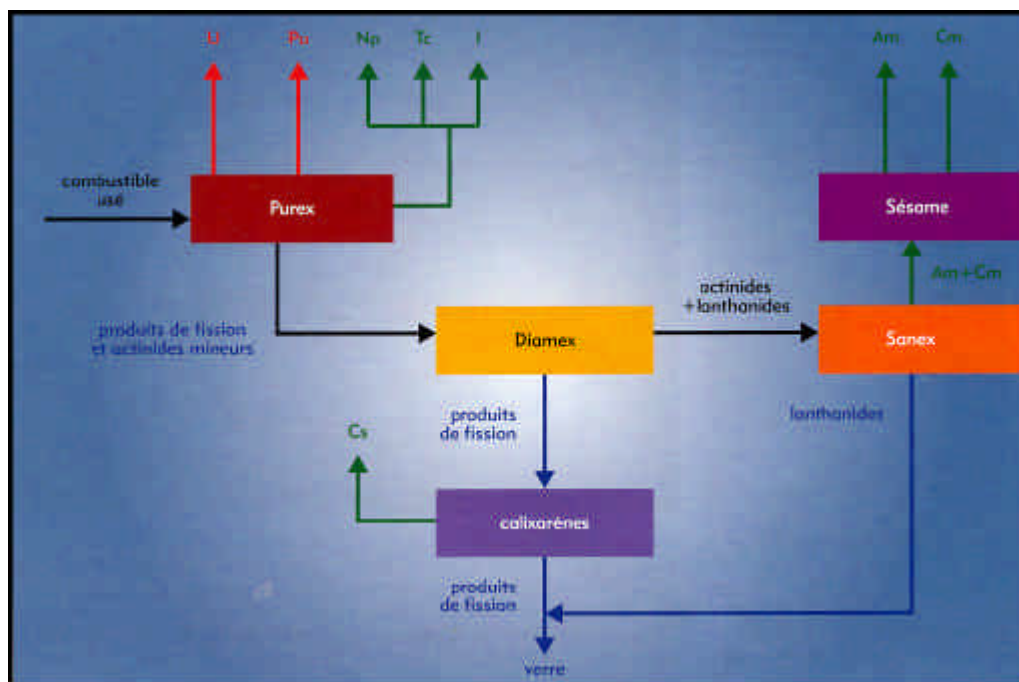 U Pu Np Tc I Am Cm
combustible
usé
Purex
Sésame
Am+Cm
actinides
+lanthanides
produits de fission
et actinides mineurs
Diamex
Sanex
produits
de fission
lanthanides
Cs
calixarènes
produits
de fission
verre